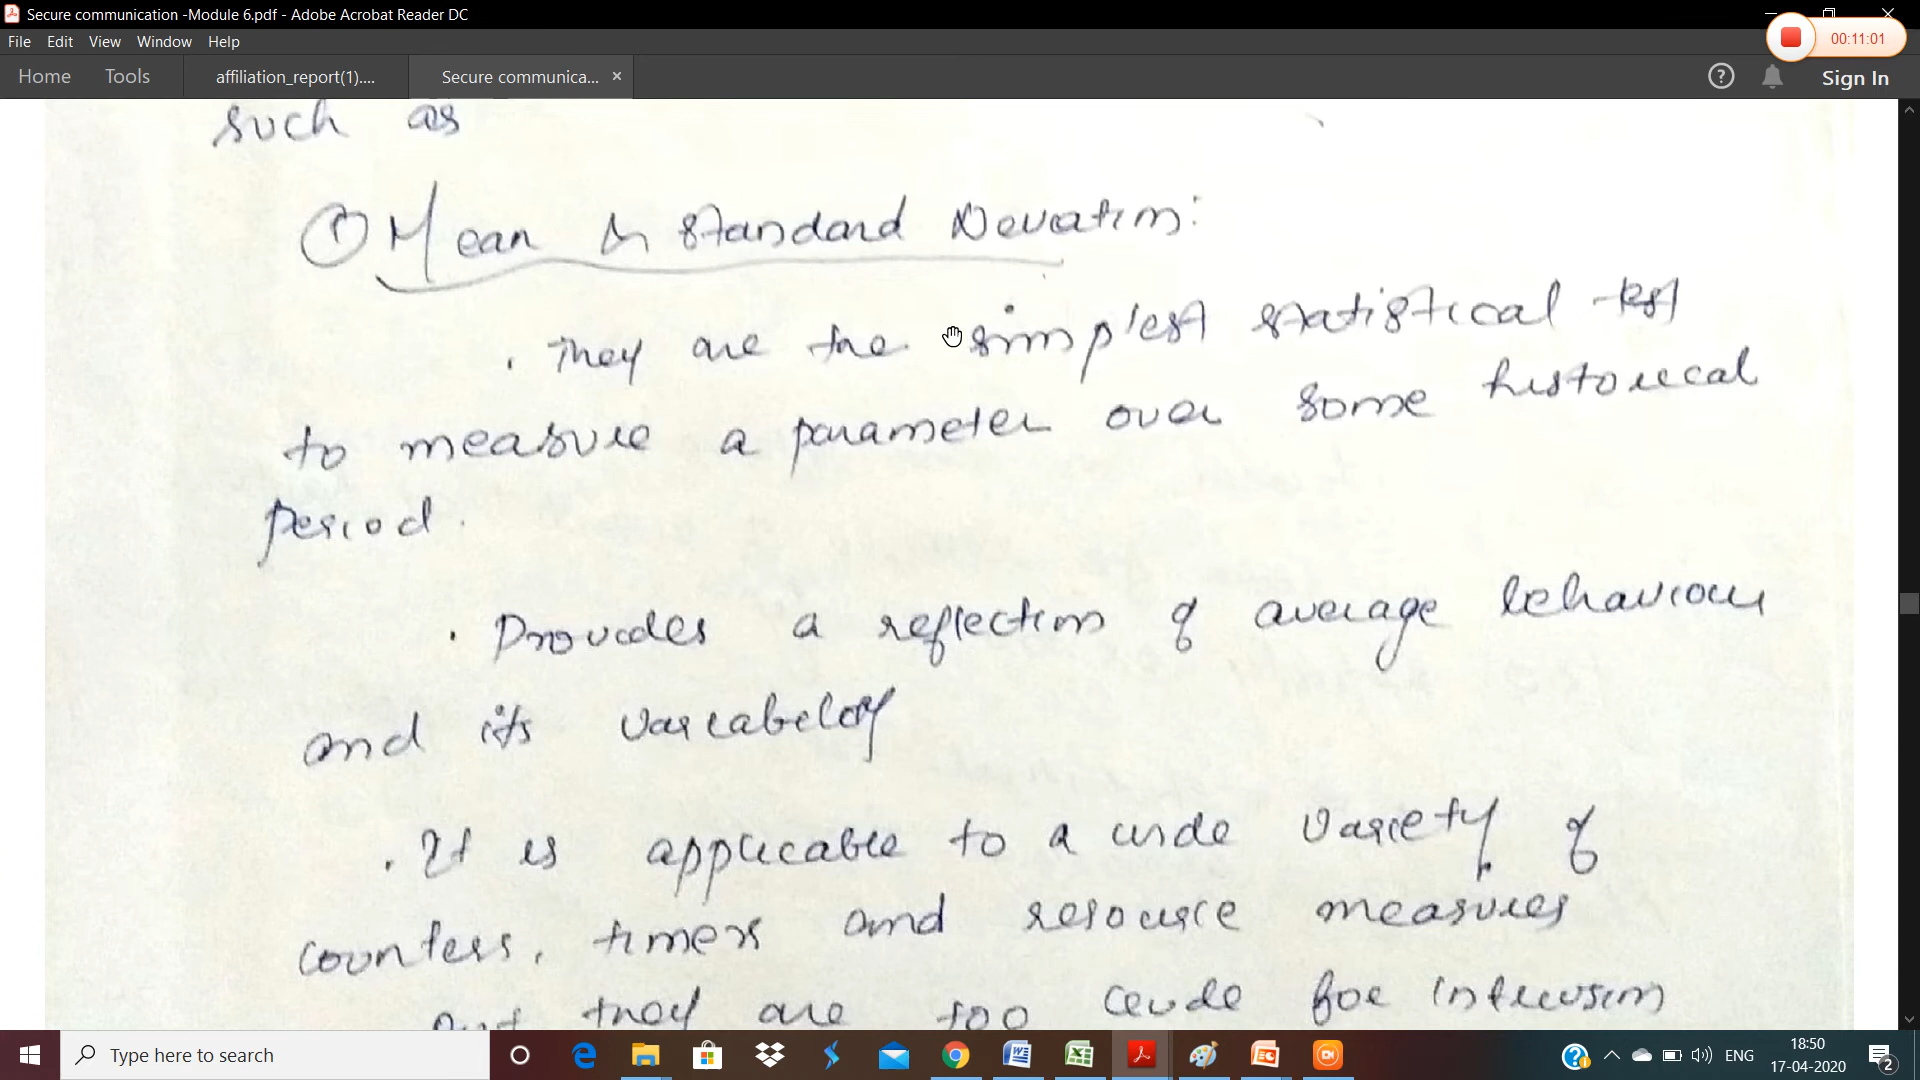 Secure communication -Module 6.pdf - Adobe Acrobat Reader DC
File Edit View Window Help
00:11:01
Home Tools affiliation_report(1).... Secure communica... ×
? Sign In
such as
① Mean & standard Deviation:
. They are the simplest statistical test
to measure a parameter over some historical
period.
. Provides a reflection of average behaviour
and its variability
. It is applicable to a wide variety of
counters, timers and resource measures
But they are too crude for intrusion
Type here to search
ENG
18:50
17-04-2020
2